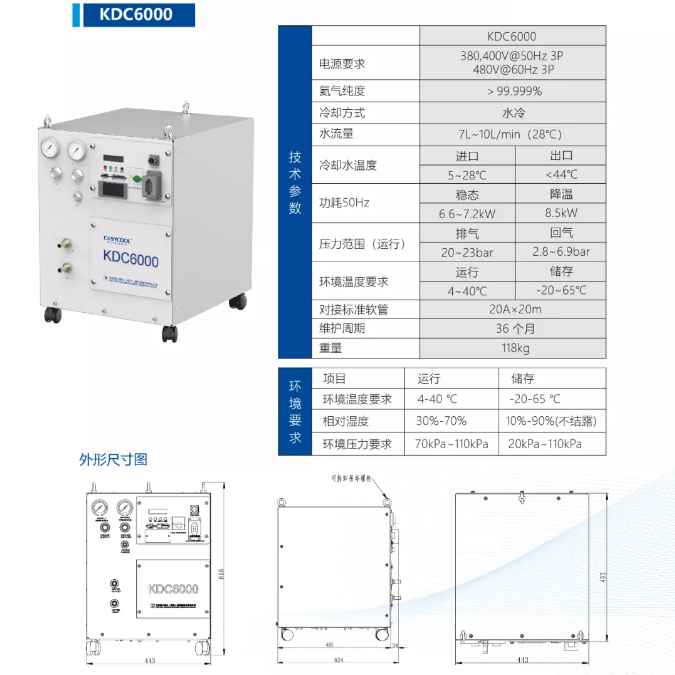 KDC6000
KDC6000
电源要求
380,400V@50Hz 3P
480V@60Hz 3P
氦气纯度
＞99.999%
冷却方式
水冷
水流量
7L~10L/min（28℃）
冷却水温度
进口
出口
5~28℃
<44℃
功耗50Hz
稳态
降温
6.6~7.2kW
8.5kW
压力范围（运行）
排气
回气
20~23bar
2.8~6.9bar
环境温度要求
运行
储存
4~40℃
-20~65℃
对接标准软管
20A×20m
维护周期
36 个月
重量
118kg
技术参数
EASYCOOL
KDC6000
环境要求
项目
运行
储存
环境温度要求
4-40 ℃
-20-65 ℃
相对湿度
30%-70%
10%-90%(不结露)
环境压力要求
70kPa~110kPa
20kPa~110kPa
外形尺寸图
可拆卸吊环螺栓
KDC6000
616
443
492
524
493
443